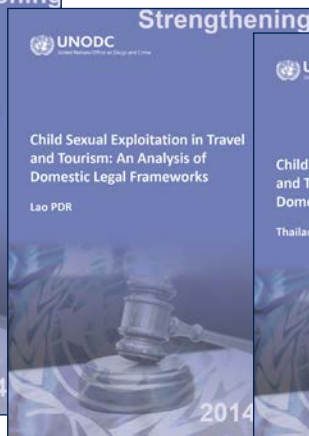 Strengthening
UNODC
United Nations Office on Drugs and Crime
Child Sexual Exploitation in Travel
and Tourism: An Analysis of
Domestic Legal Frameworks
Lao PDR
2014
Child
and T
Dome
Thaila